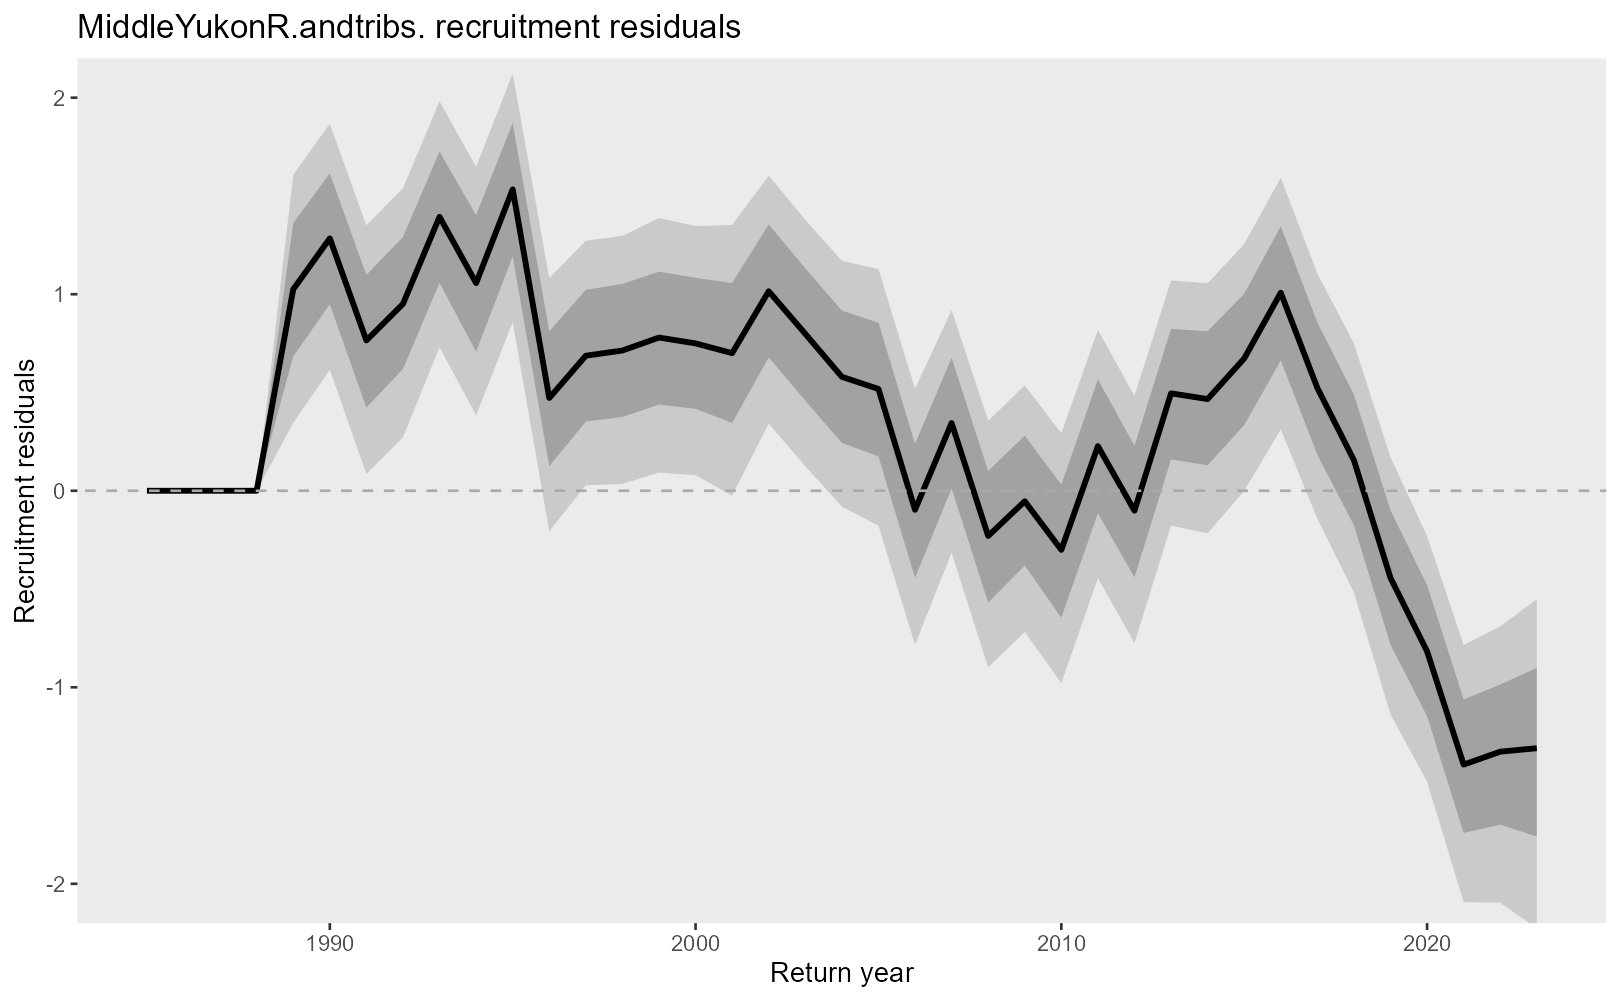 MiddleYukonR.andtribs. recruitment residuals
2
1
0
-1
-2
Recruitment residuals
1990 2000 2010 2020
Return year